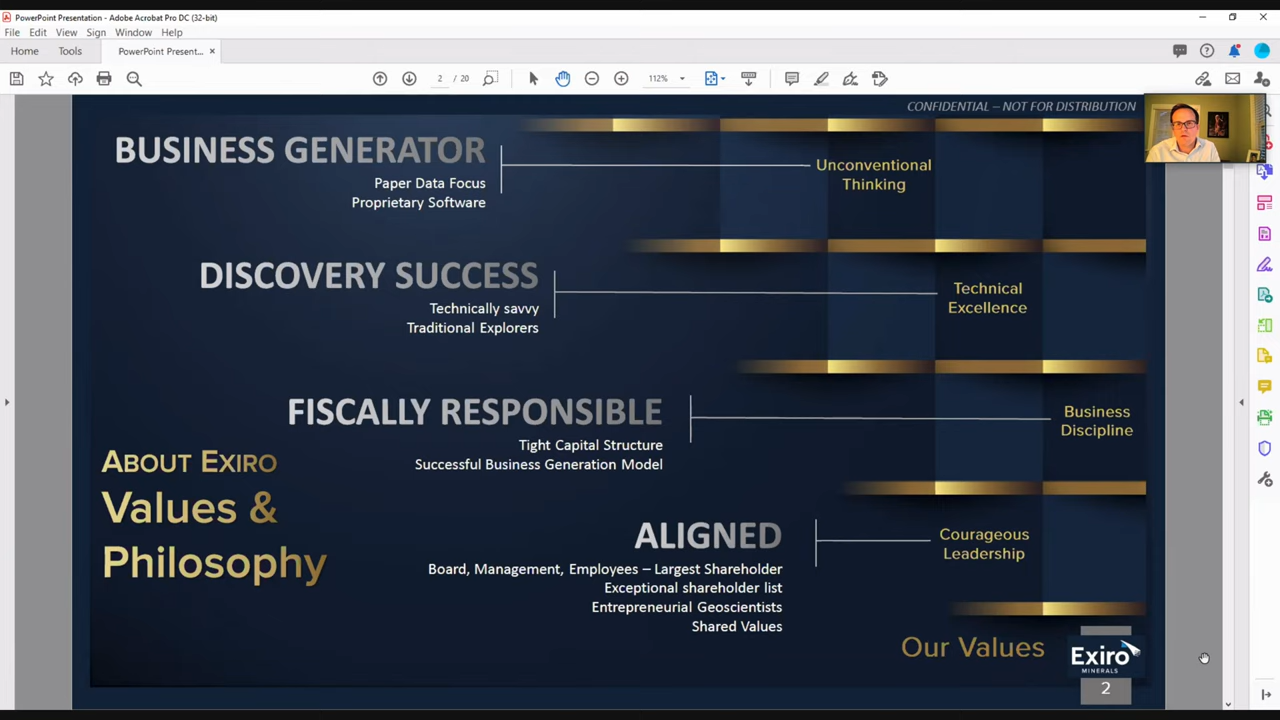 PowerPoint Presentation - Adobe Acrobat Pro DC (32-bit)
File Edit View Sign Window Help
Home Tools PowerPoint Present... ×
2 / 20 112%
CONFIDENTIAL – NOT FOR DISTRIBUTION
BUSINESS GENERATOR
Paper Data Focus
Proprietary Software
Unconventional
Thinking
DISCOVERY SUCCESS
Technically savvy
Traditional Explorers
Technical
Excellence
FISCALLY RESPONSIBLE
Tight Capital Structure
Successful Business Generation Model
Business
Discipline
ABOUT EXIRO
Values &
Philosophy
ALIGNED
Board, Management, Employees – Largest Shareholder
Exceptional shareholder list
Entrepreneurial Geoscientists
Shared Values
Courageous
Leadership
Our Values
Exiro
MINERALS
2